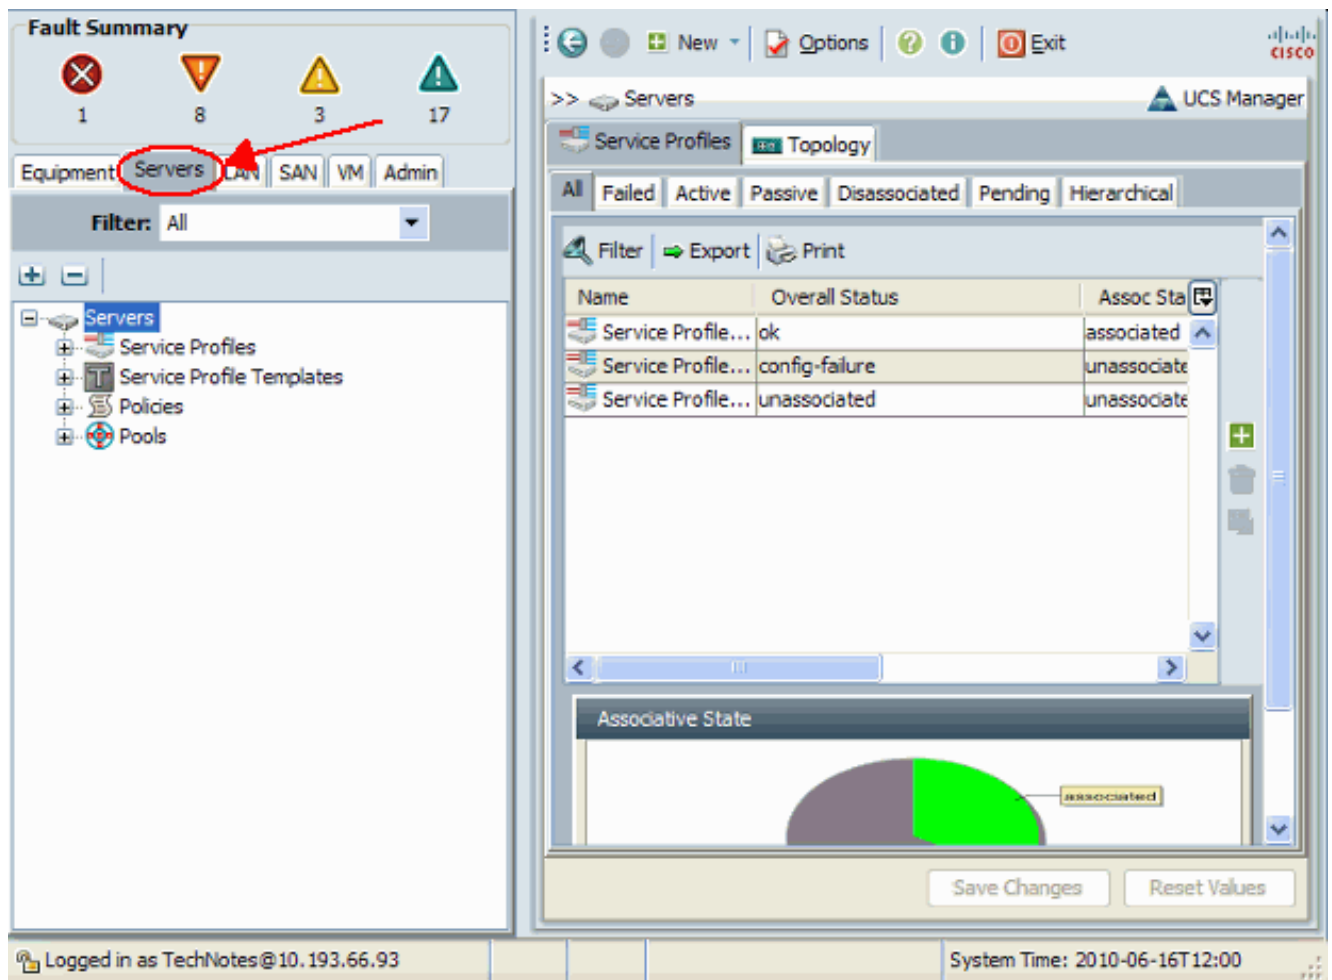 Fault Summary
1 8 3 17
Equipment Servers LAN SAN VM Admin
Filter: All
Servers
Service Profiles
Service Profile Templates
Policies
Pools
New Options Exit
CISCO
>> Servers UCS Manager
Service Profiles Topology
All Failed Active Passive Disassociated Pending Hierarchical
Filter Export Print
Name Overall Status Assoc Sta
Service Profile... ok associated
Service Profile... config-failure unassociate
Service Profile... unassociated unassociate
Associative State
associated
Save Changes Reset Values
Logged in as TechNotes@10.193.66.93 System Time: 2010-06-16T12:00